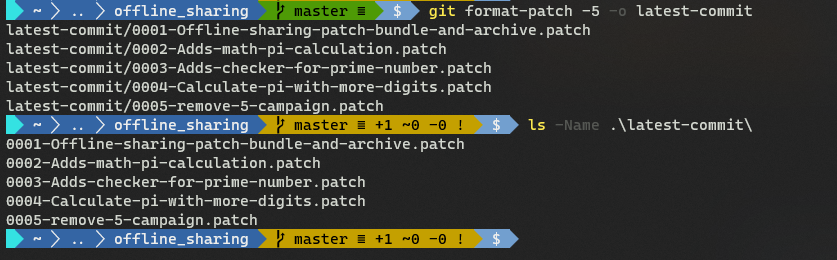 ~ .. offline_sharing master ≡ $ git format-patch -5 -o latest-commit
latest-commit/0001-Offline-sharing-patch-bundle-and-archive.patch
latest-commit/0002-Adds-math-pi-calculation.patch
latest-commit/0003-Adds-checker-for-prime-number.patch
latest-commit/0004-Calculate-pi-with-more-digits.patch
latest-commit/0005-remove-5-campaign.patch
~ .. offline_sharing master ≡ +1 ~0 -0 ! $ ls -Name .\latest-commit\
0001-Offline-sharing-patch-bundle-and-archive.patch
0002-Adds-math-pi-calculation.patch
0003-Adds-checker-for-prime-number.patch
0004-Calculate-pi-with-more-digits.patch
0005-remove-5-campaign.patch
~ .. offline_sharing master ≡ +1 ~0 -0 ! $